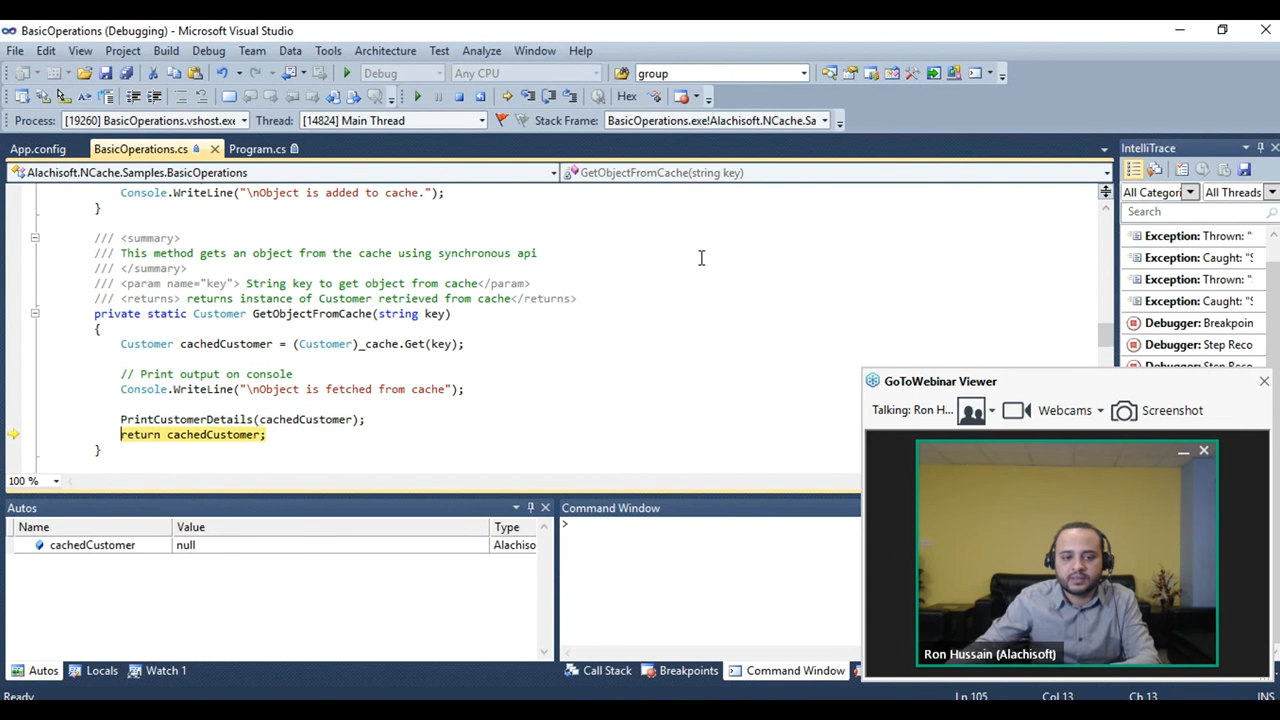 BasicOperations (Debugging) - Microsoft Visual Studio
File Edit View Project Build Debug Team Data Tools Architecture Test Analyze Window Help
Debug Any CPU group
Hex
Process: [19260] BasicOperations.vshost.exe Thread: [14824] Main Thread Stack Frame: BasicOperations.exe!Alachisoft.NCache.Sa
App.config BasicOperations.cs Program.cs
IntelliTrace
Alachisoft.NCache.Samples.BasicOperations GetObjectFromCache(string key)
All Categori All Threads
Search
Console.WriteLine("\nObject is added to cache.");
}
/// <summary>
/// This method gets an object from the cache using synchronous api
/// </summary>
/// <param name="key"> String key to get object from cache</param>
/// <returns> returns instance of Customer retrieved from cache</returns>
private static Customer GetObjectFromCache(string key)
{
Customer cachedCustomer = (Customer)_cache.Get(key);
// Print output on console
Console.WriteLine("\nObject is fetched from cache");
PrintCustomerDetails(cachedCustomer);
return cachedCustomer;
}
100 %
Exception: Thrown: "
Exception: Caught: "S
Exception: Thrown: "
Exception: Caught: "S
Debugger: Breakpoin
Debugger: Step Reco
GoToWebinar Viewer
Talking: Ron H... Webcams Screenshot
Ron Hussain (Alachisoft)
Autos
Name Value Type
cachedCustomer null Alachiso
Command Window
>
Autos Locals Watch 1
Call Stack Breakpoints Command Window
Ready
Ln 105 Col 13 Ch 13 INS